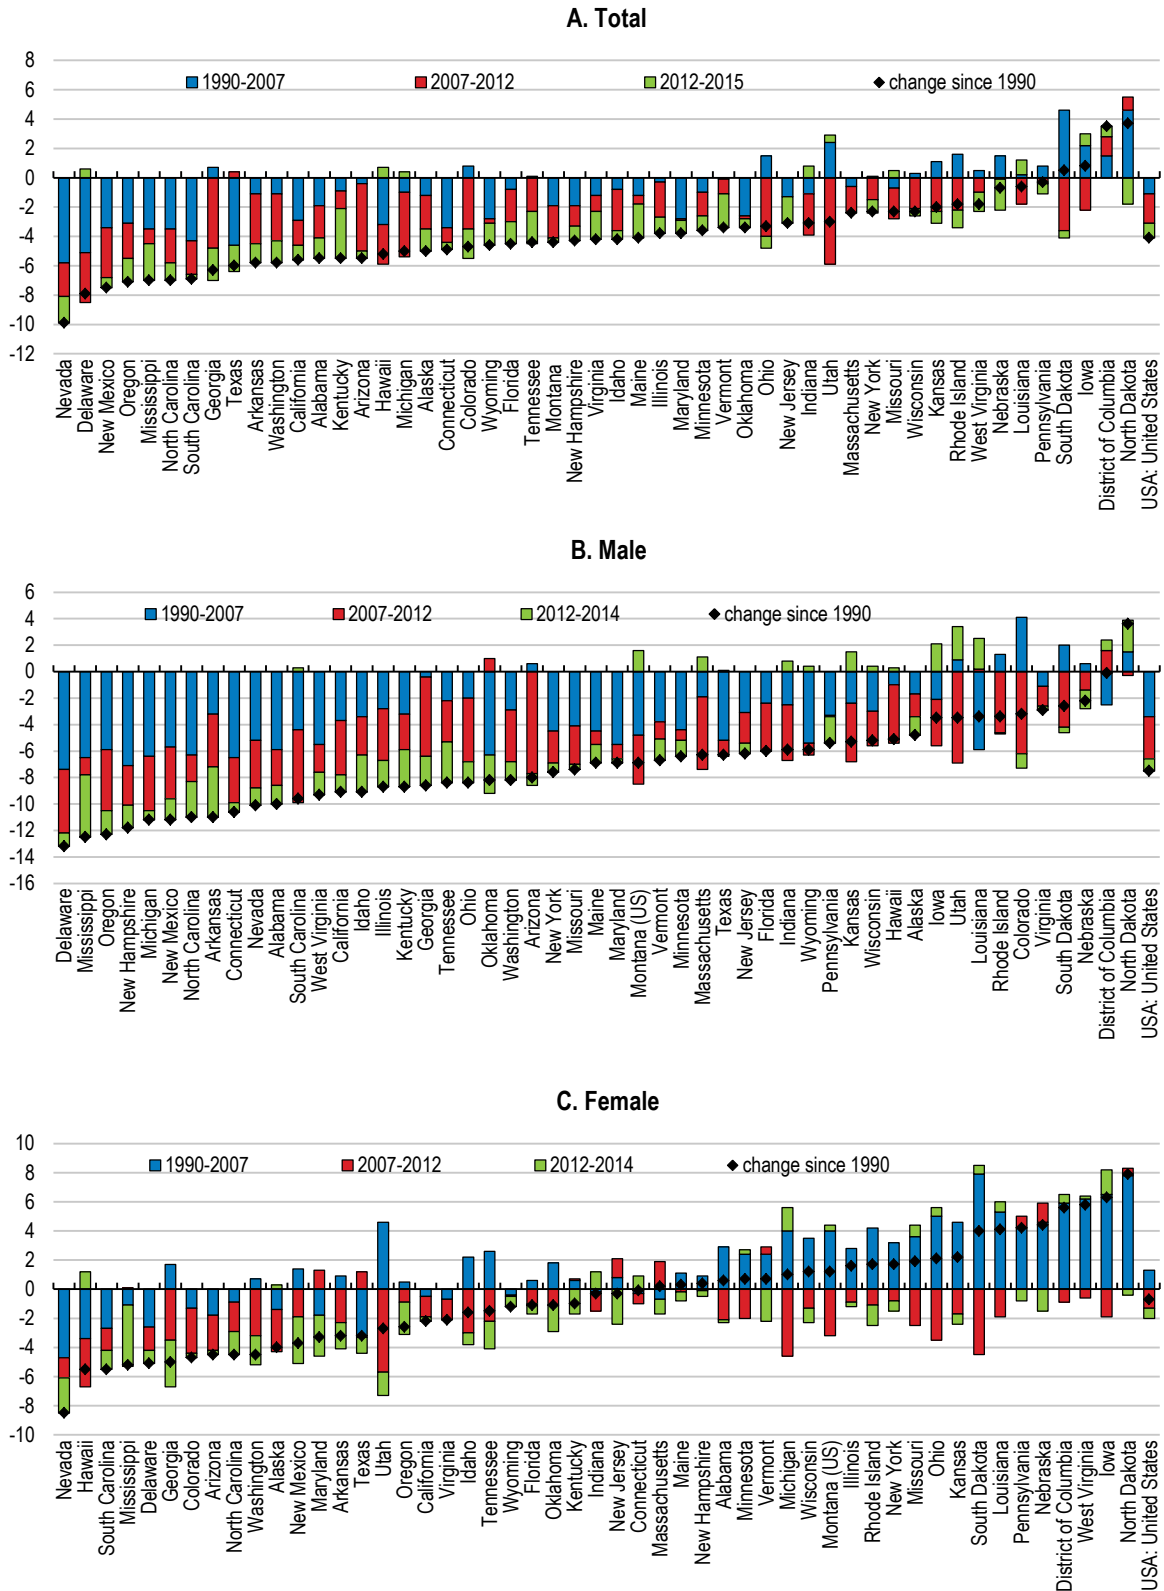 A. Total
8
6
4
2
0
-2
-4
-6
-8
-10
-12
1990-2007
2007-2012
2012-2015
change since 1990
Nevada
Delaware
New Mexico
Oregon
Mississippi
North Carolina
South Carolina
Georgia
Texas
Arkansas
Washington
California
Alabama
Kentucky
Arizona
Hawaii
Michigan
Alaska
Connecticut
Colorado
Wyoming
Florida
Tennessee
Montana
New Hampshire
Virginia
Idaho
Maine
Illinois
Maryland
Minnesota
Vermont
Oklahoma
Ohio
New Jersey
Indiana
Utah
Massachusetts
New York
Missouri
Wisconsin
Kansas
Rhode Island
West Virginia
Nebraska
Louisiana
Pennsylvania
South Dakota
Iowa
District of Columbia
North Dakota
USA: United States
B. Male
6
4
2
0
-2
-4
-6
-8
-10
-12
-14
-16
1990-2007
2007-2012
2012-2014
change since 1990
Delaware
Mississippi
Oregon
New Hampshire
Michigan
New Mexico
North Carolina
Arkansas
Connecticut
Nevada
Alabama
South Carolina
West Virginia
California
Idaho
Illinois
Kentucky
Georgia
Tennessee
Ohio
Oklahoma
Washington
Arizona
New York
Missouri
Maine
Maryland
Montana (US)
Vermont
Minnesota
Massachusetts
Texas
New Jersey
Florida
Indiana
Wyoming
Pennsylvania
Kansas
Wisconsin
Hawaii
Alaska
Iowa
Utah
Louisiana
Rhode Island
Colorado
Virginia
South Dakota
Nebraska
District of Columbia
North Dakota
USA: United States
C. Female
10
8
6
4
2
0
-2
-4
-6
-8
-10
1990-2007
2007-2012
2012-2014
change since 1990
Nevada
Hawaii
South Carolina
Mississippi
Delaware
Georgia
Colorado
Arizona
North Carolina
Washington
Alaska
New Mexico
Maryland
Arkansas
Texas
Utah
Oregon
California
Virginia
Idaho
Tennessee
Wyoming
Florida
Oklahoma
Kentucky
Indiana
New Jersey
Connecticut
Massachusetts
Maine
New Hampshire
Alabama
Minnesota
Vermont
Michigan
Wisconsin
Montana (US)
Illinois
Rhode Island
New York
Missouri
Ohio
Kansas
South Dakota
Louisiana
Pennsylvania
Nebraska
District of Columbia
West Virginia
Iowa
North Dakota
USA: United States